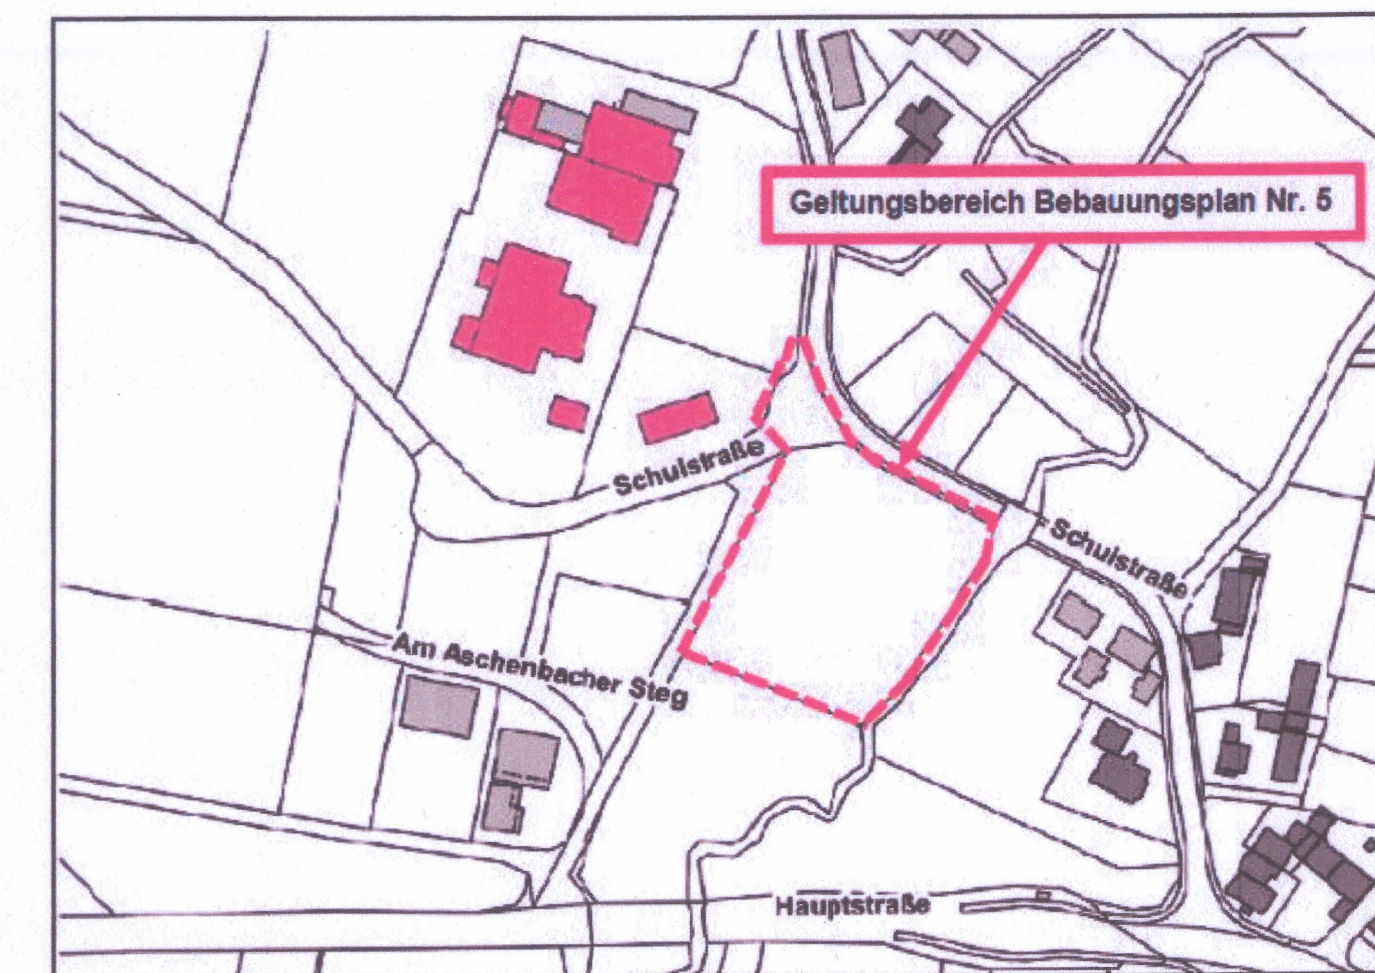 Geltungsbereich Bebauungsplan Nr. 5
Schulstraße
Schulstraße
Am Aschenbacher Steg
Hauptstraße